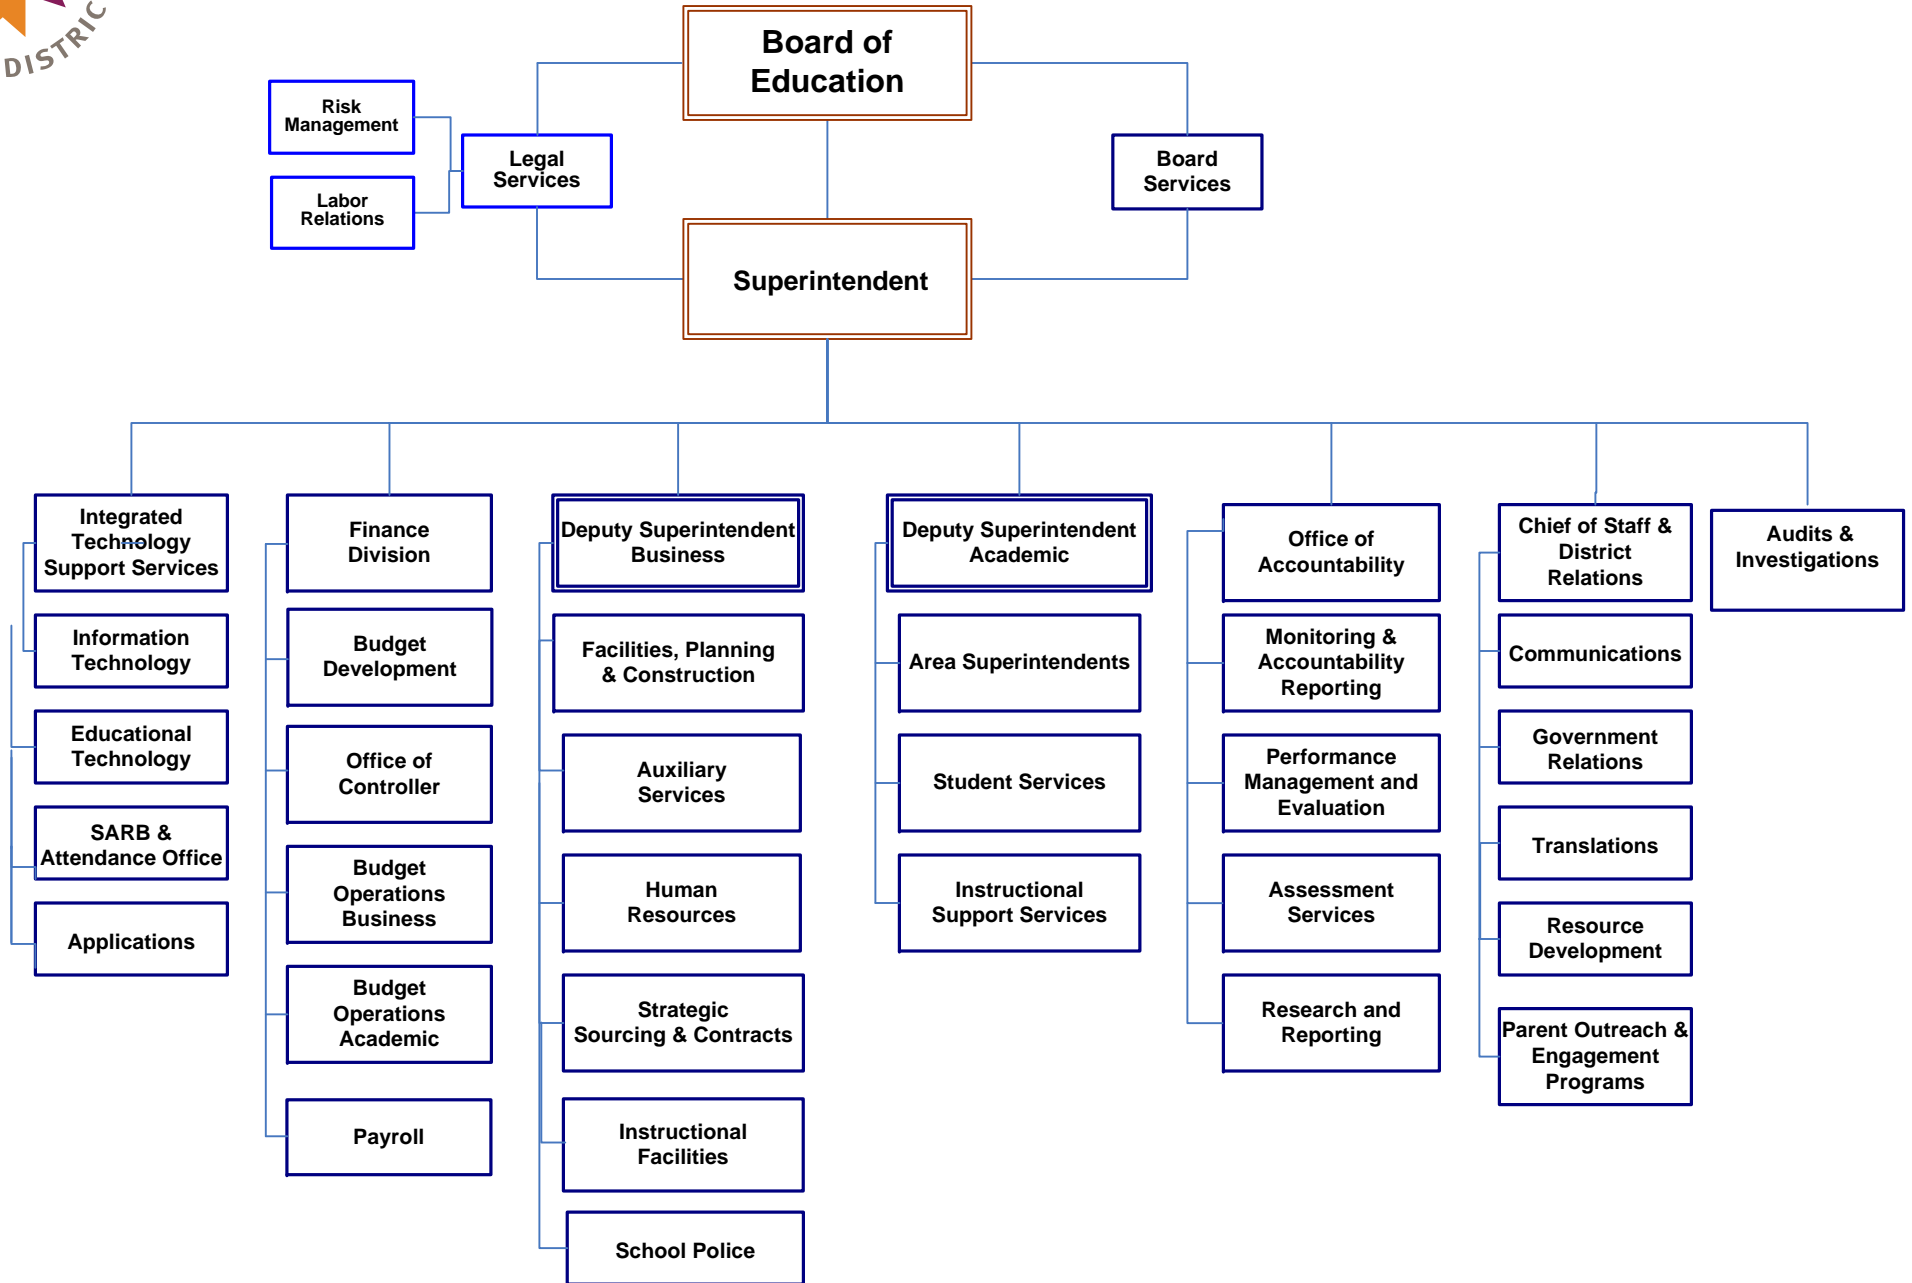 DISTRIC
Board of
Education
Risk
Management
Legal
Services
Board
Services
Labor
Relations
Superintendent
Integrated
Technology
Support Services
Information
Technology
Educational
Technology
SARB &
Attendance Office
Applications
Finance
Division
Budget
Development
Office of
Controller
Budget
Operations
Business
Budget
Operations
Academic
Payroll
Deputy Superintendent
Business
Facilities, Planning
& Construction
Auxiliary
Services
Human
Resources
Strategic
Sourcing & Contracts
Instructional
Facilities
School Police
Deputy Superintendent
Academic
Area Superintendents
Student Services
Instructional
Support Services
Office of
Accountability
Monitoring &
Accountability
Reporting
Performance
Management and
Evaluation
Assessment
Services
Research and
Reporting
Chief of Staff &
District
Relations
Communications
Government
Relations
Translations
Resource
Development
Parent Outreach &
Engagement
Programs
Audits &
Investigations